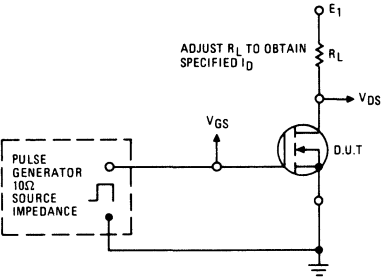 E1
ADJUST RL TO OBTAIN
SPECIFIED ID
RL
VDS
VGS
D.U.T
PULSE
GENERATOR
10Ω
SOURCE
IMPEDANCE